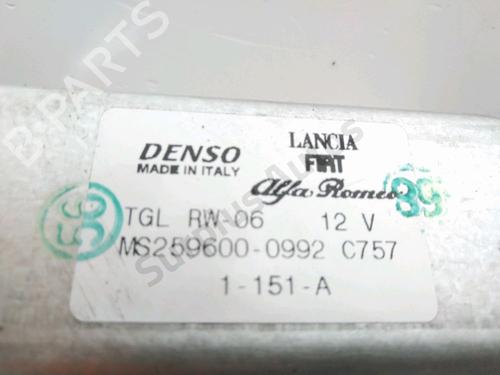 DENSO
MADE IN ITALY
LANCIA
FIAT
Alfa Romeo
TGL RW-06 12 V
MS259600-0992 C757
1-151-A
B-PARTS